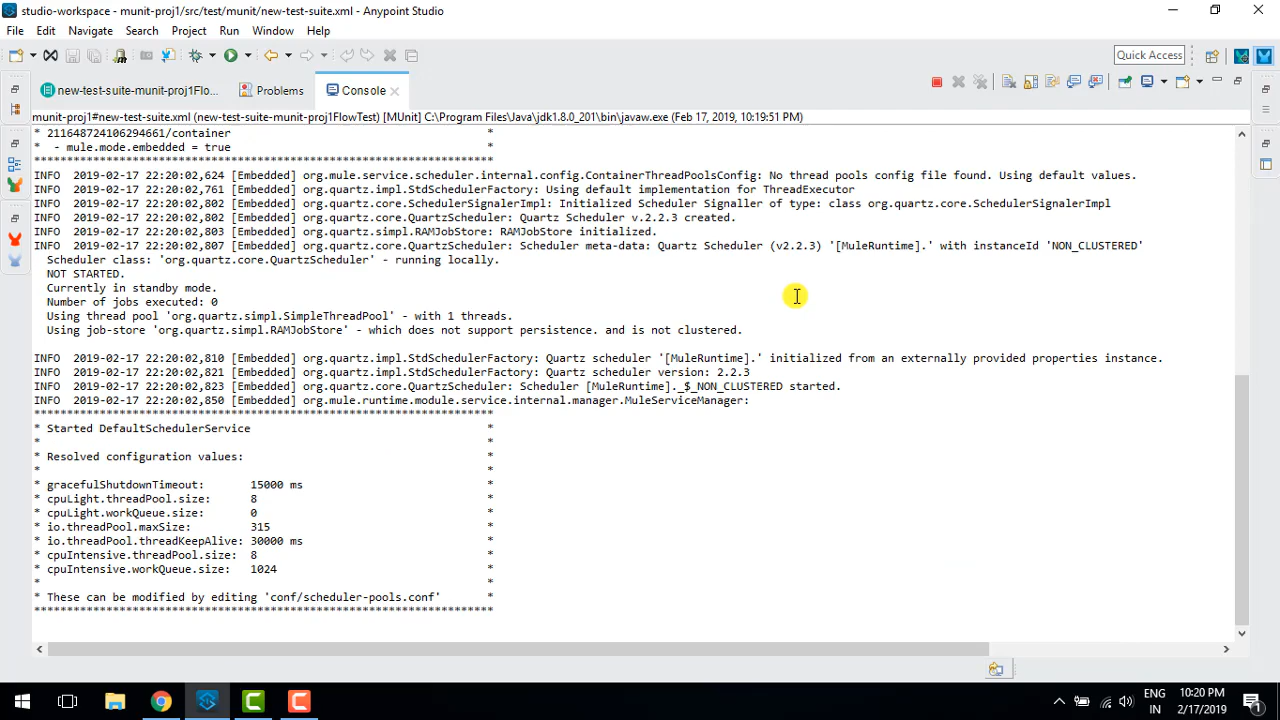 studio-workspace - munit-proj1/src/test/munit/new-test-suite.xml - Anypoint Studio
File Edit Navigate Search Project Run Window Help
Quick Access
new-test-suite-munit-proj1Flo... Problems Console
munit-proj1#new-test-suite.xml (new-test-suite-munit-proj1FlowTest) [MUnit] C:\Program Files\Java\jdk1.8.0_201\bin\javaw.exe (Feb 17, 2019, 10:19:51 PM)
* 211648724106294661/container *
* - mule.mode.embedded = true *
**********************************************************************
INFO 2019-02-17 22:20:02,624 [Embedded] org.mule.service.scheduler.internal.config.ContainerThreadPoolsConfig: No thread pools config file found. Using default values.
INFO 2019-02-17 22:20:02,761 [Embedded] org.quartz.impl.StdSchedulerFactory: Using default implementation for ThreadExecutor
INFO 2019-02-17 22:20:02,802 [Embedded] org.quartz.core.SchedulerSignalerImpl: Initialized Scheduler Signaller of type: class org.quartz.core.SchedulerSignalerImpl
INFO 2019-02-17 22:20:02,802 [Embedded] org.quartz.core.QuartzScheduler: Quartz Scheduler v.2.2.3 created.
INFO 2019-02-17 22:20:02,803 [Embedded] org.quartz.simpl.RAMJobStore: RAMJobStore initialized.
INFO 2019-02-17 22:20:02,807 [Embedded] org.quartz.core.QuartzScheduler: Scheduler meta-data: Quartz Scheduler (v2.2.3) '[MuleRuntime].' with instanceId 'NON_CLUSTERED'
Scheduler class: 'org.quartz.core.QuartzScheduler' - running locally.
NOT STARTED.
Currently in standby mode.
Number of jobs executed: 0
Using thread pool 'org.quartz.simpl.SimpleThreadPool' - with 1 threads.
Using job-store 'org.quartz.simpl.RAMJobStore' - which does not support persistence. and is not clustered.
INFO 2019-02-17 22:20:02,810 [Embedded] org.quartz.impl.StdSchedulerFactory: Quartz scheduler '[MuleRuntime].' initialized from an externally provided properties instance.
INFO 2019-02-17 22:20:02,821 [Embedded] org.quartz.impl.StdSchedulerFactory: Quartz scheduler version: 2.2.3
INFO 2019-02-17 22:20:02,823 [Embedded] org.quartz.core.QuartzScheduler: Scheduler [MuleRuntime]._$_NON_CLUSTERED started.
INFO 2019-02-17 22:20:02,850 [Embedded] org.mule.runtime.module.service.internal.manager.MuleServiceManager:
**********************************************************************
* Started DefaultSchedulerService *
* *
* Resolved configuration values: *
* *
* gracefulShutdownTimeout: 15000 ms *
* cpuLight.threadPool.size: 8 *
* cpuLight.workQueue.size: 0 *
* io.threadPool.maxSize: 315 *
* io.threadPool.threadKeepAlive: 30000 ms *
* cpuIntensive.threadPool.size: 8 *
* cpuIntensive.workQueue.size: 1024 *
* *
* These can be modified by editing 'conf/scheduler-pools.conf' *
**********************************************************************
ENG 10:20 PM
IN 2/17/2019
1